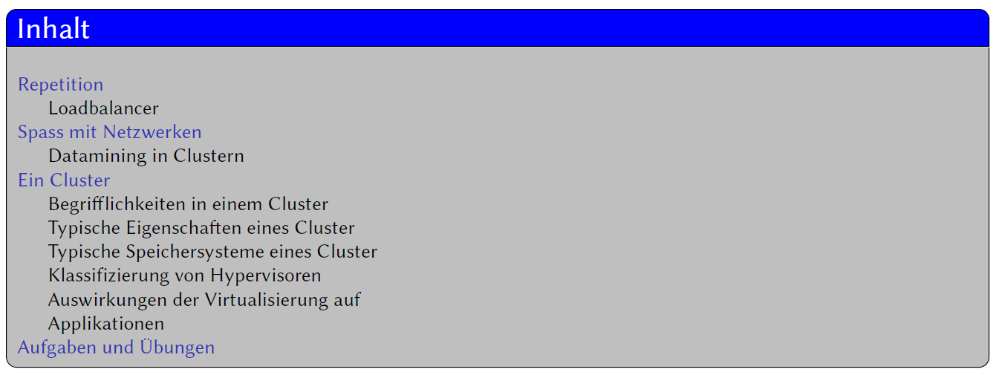 Inhalt
Repetition
Loadbalancer
Spass mit Netzwerken
Datamining in Clustern
Ein Cluster
Begrifflichkeiten in einem Cluster
Typische Eigenschaften eines Cluster
Typische Speichersysteme eines Cluster
Klassifizierung von Hypervisoren
Auswirkungen der Virtualisierung auf
Applikationen
Aufgaben und Übungen